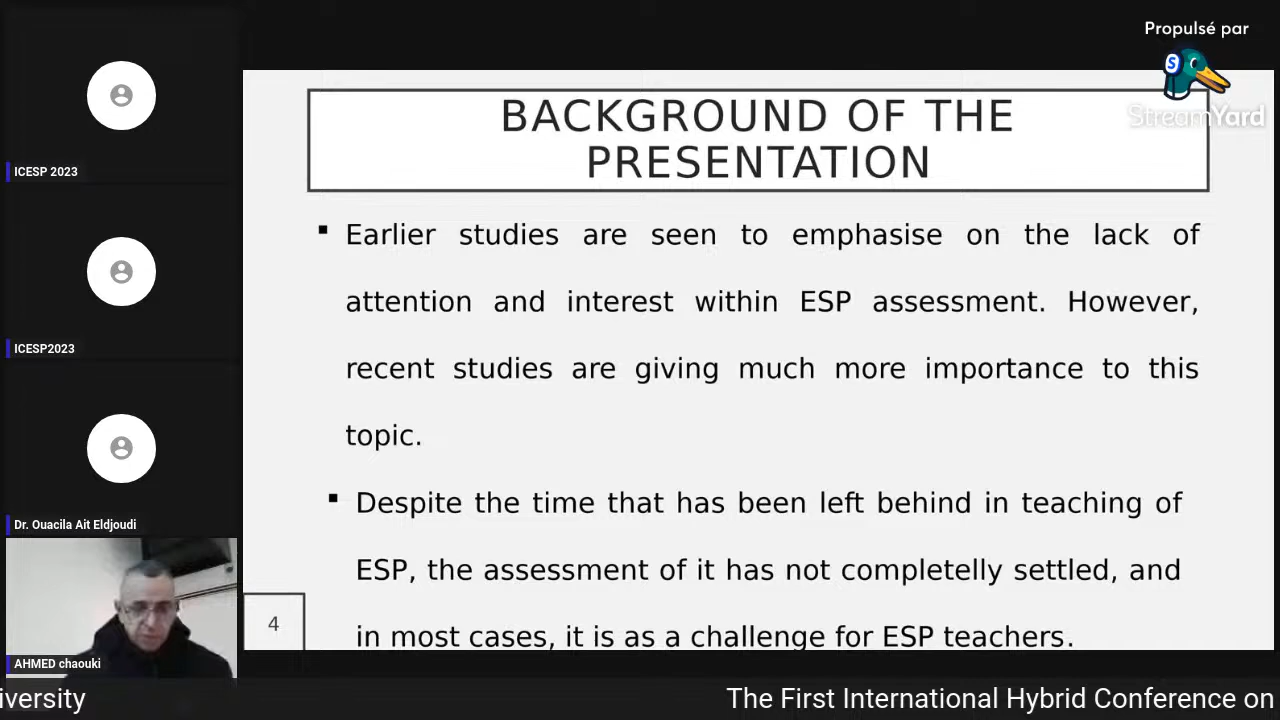 Propulsé par
StreamYard
BACKGROUND OF THE
PRESENTATION
Earlier studies are seen to emphasise on the lack of
attention and interest within ESP assessment. However,
recent studies are giving much more importance to this
topic.
Despite the time that has been left behind in teaching of
ESP, the assessment of it has not completelly settled, and
in most cases, it is as a challenge for ESP teachers.
4
ICESP 2023
ICESP2023
Dr. Ouacila Ait Eldjoudi
AHMED chaouki
iversity
The First International Hybrid Conference on